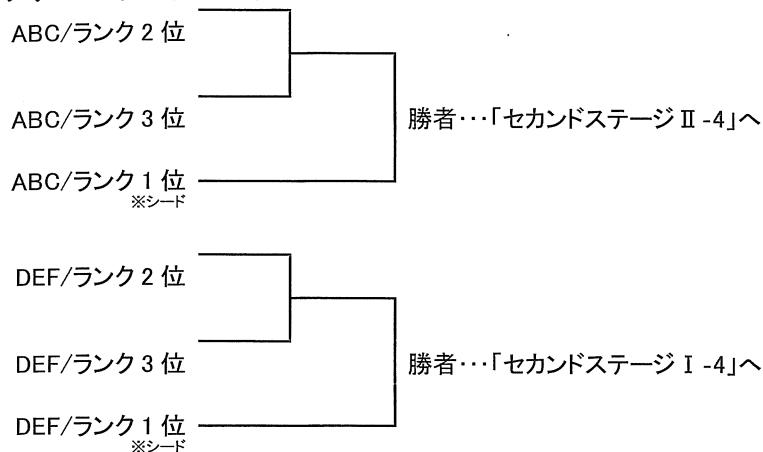 ABC/ランク 2 位
ABC/ランク 3 位
勝者･･･「セカンドステージⅡ-4」へ
ABC/ランク 1 位
※シード
DEF/ランク 2 位
DEF/ランク 3 位
勝者･･･「セカンドステージⅠ-4」へ
DEF/ランク 1 位
※シード